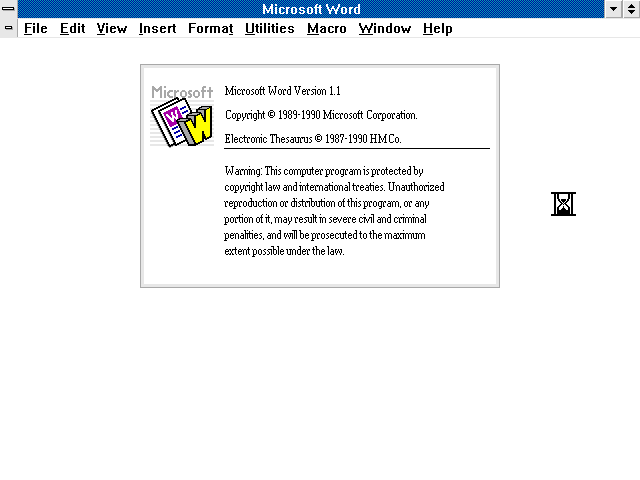 Microsoft Word
File Edit View Insert Format Utilities Macro Window Help
Microsoft
W W
Microsoft Word Version 1.1
Copyright © 1989-1990 Microsoft Corporation.
Electronic Thesaurus © 1987-1990 HM Co.
Warning: This computer program is protected by
copyright law and international treaties. Unauthorized
reproduction or distribution of this program, or any
portion of it, may result in severe civil and criminal
penalities, and will be prosecuted to the maximum
extent possible under the law.